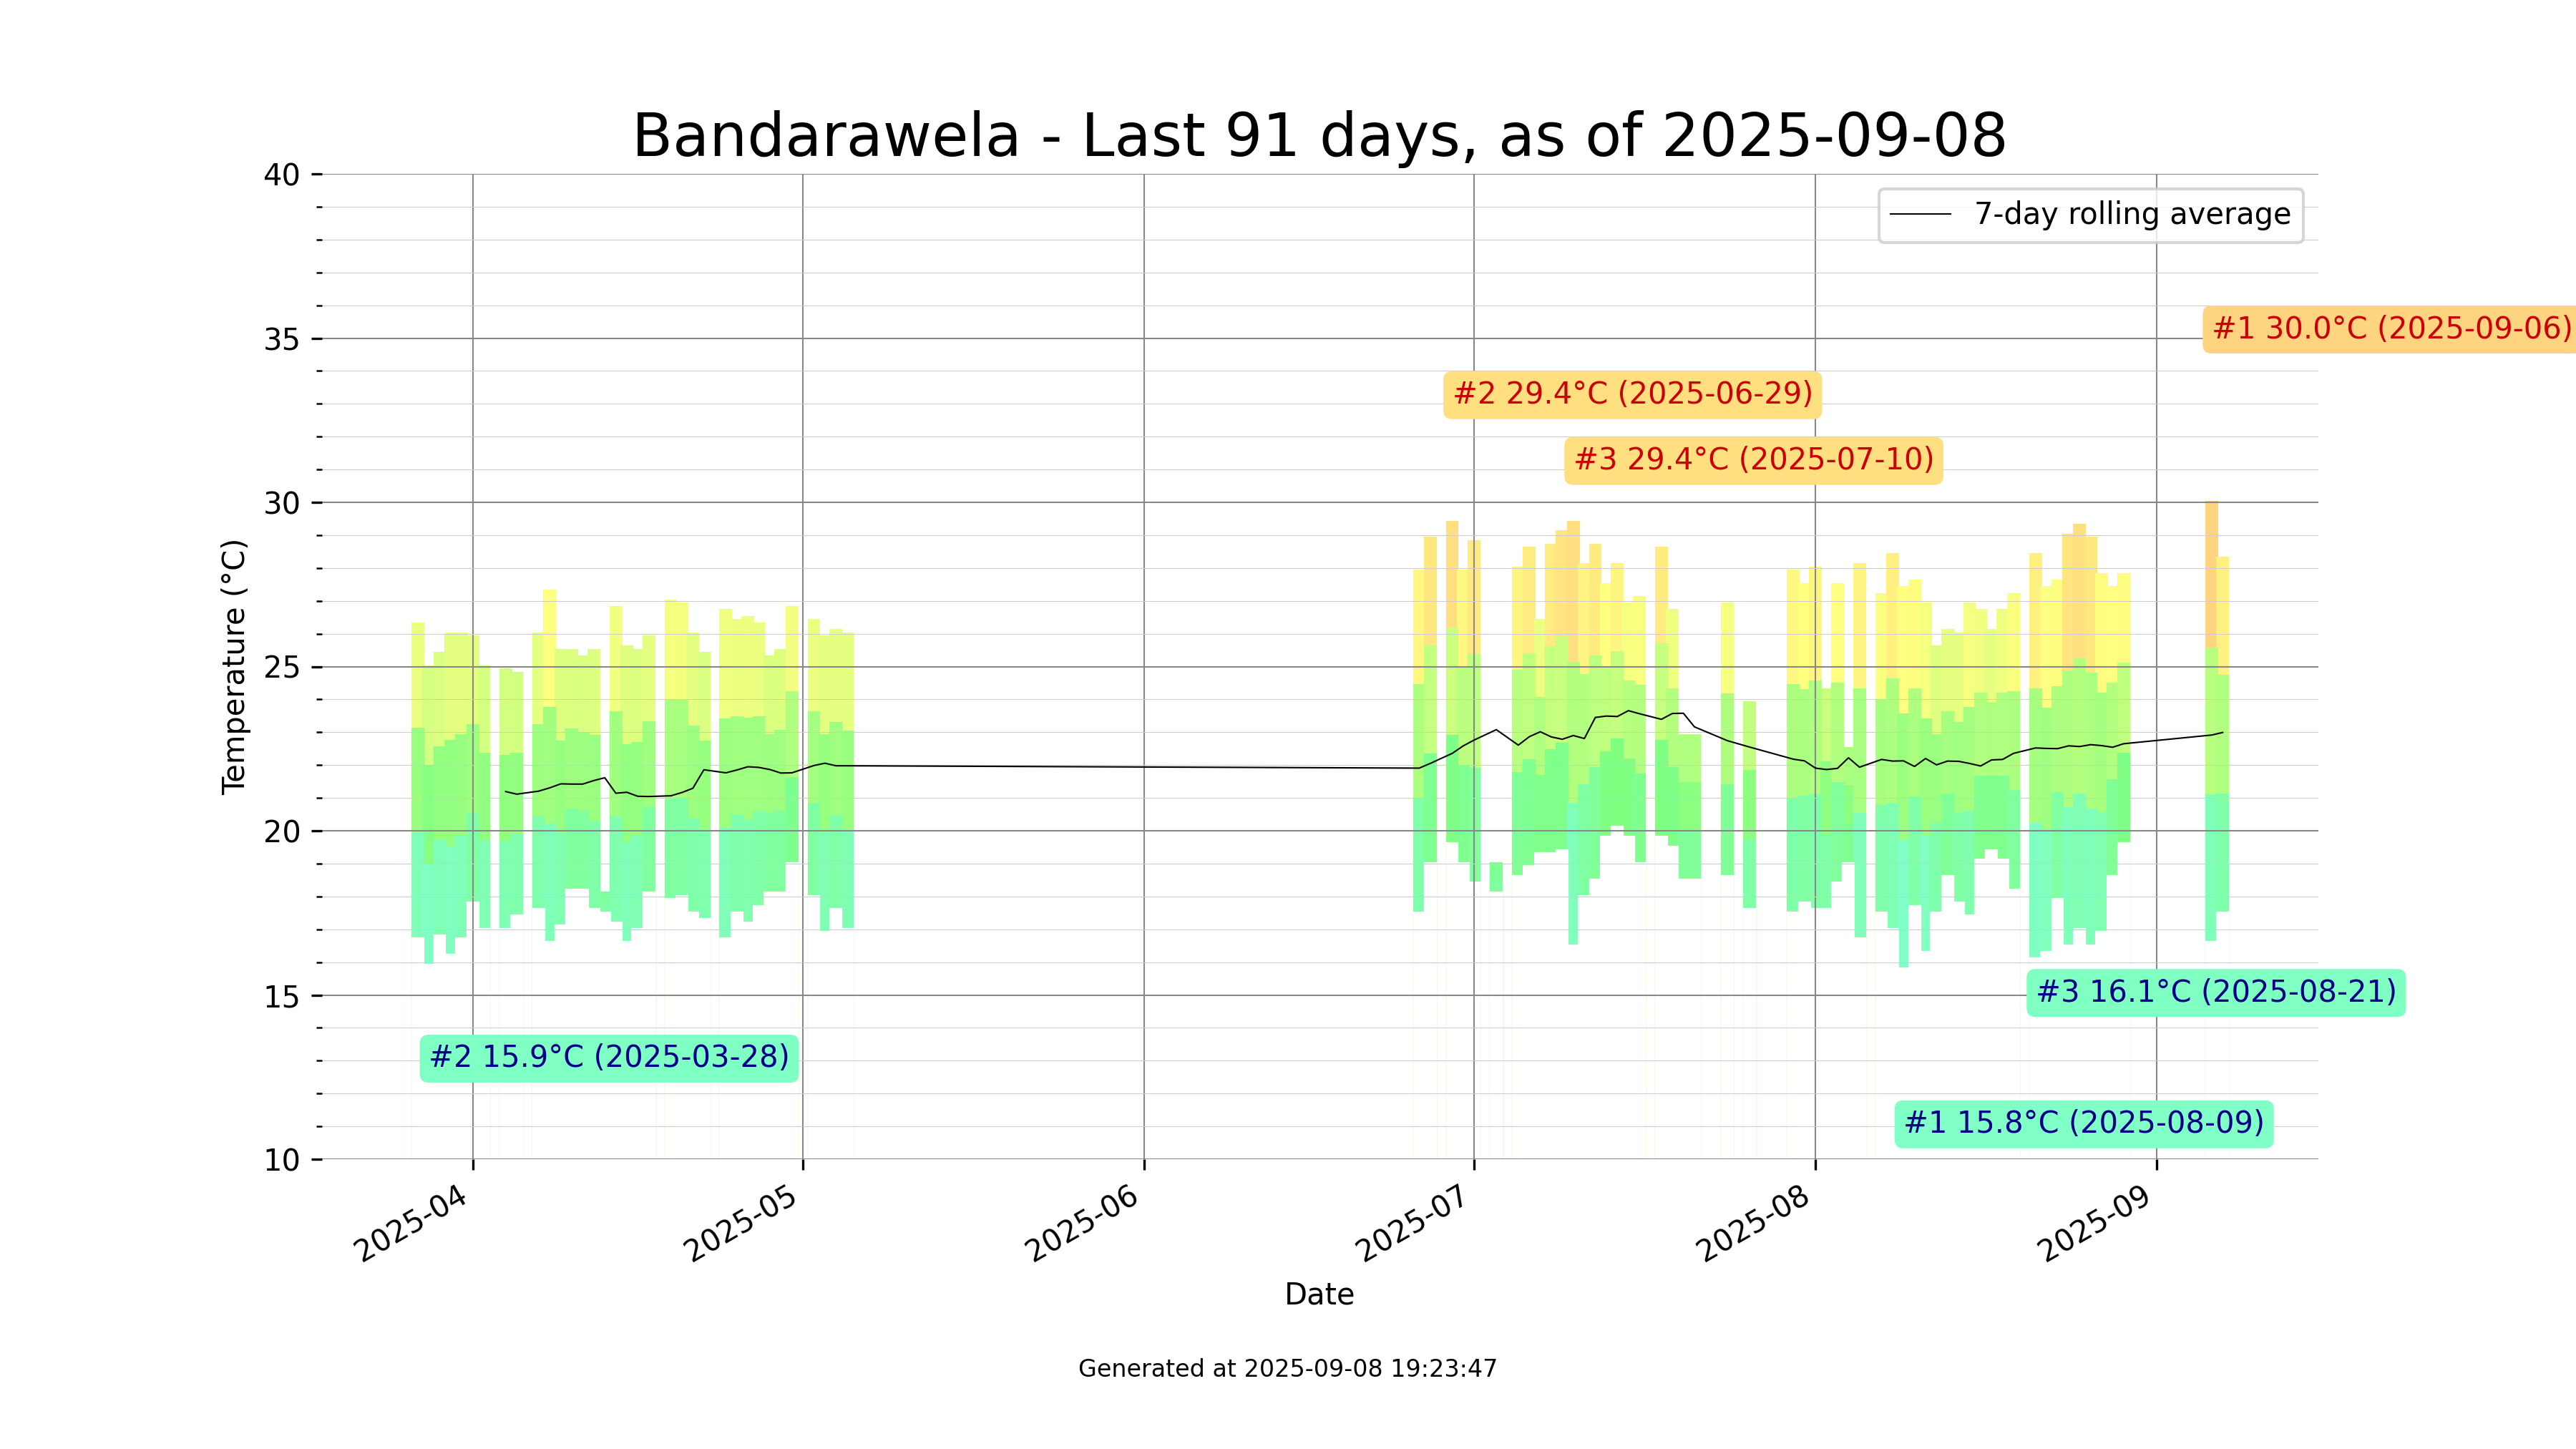 Bandarawela - Last 91 days, as of 2025-09-08
7-day rolling average
40
35
30
25
20
15
10
Temperature (°C)
#1 30.0°C (2025-09-06)
#2 29.4°C (2025-06-29)
#3 29.4°C (2025-07-10)
#3 16.1°C (2025-08-21)
#2 15.9°C (2025-03-28)
#1 15.8°C (2025-08-09)
2025-04
2025-05
2025-06
2025-07
2025-08
2025-09
Date
Generated at 2025-09-08 19:23:47